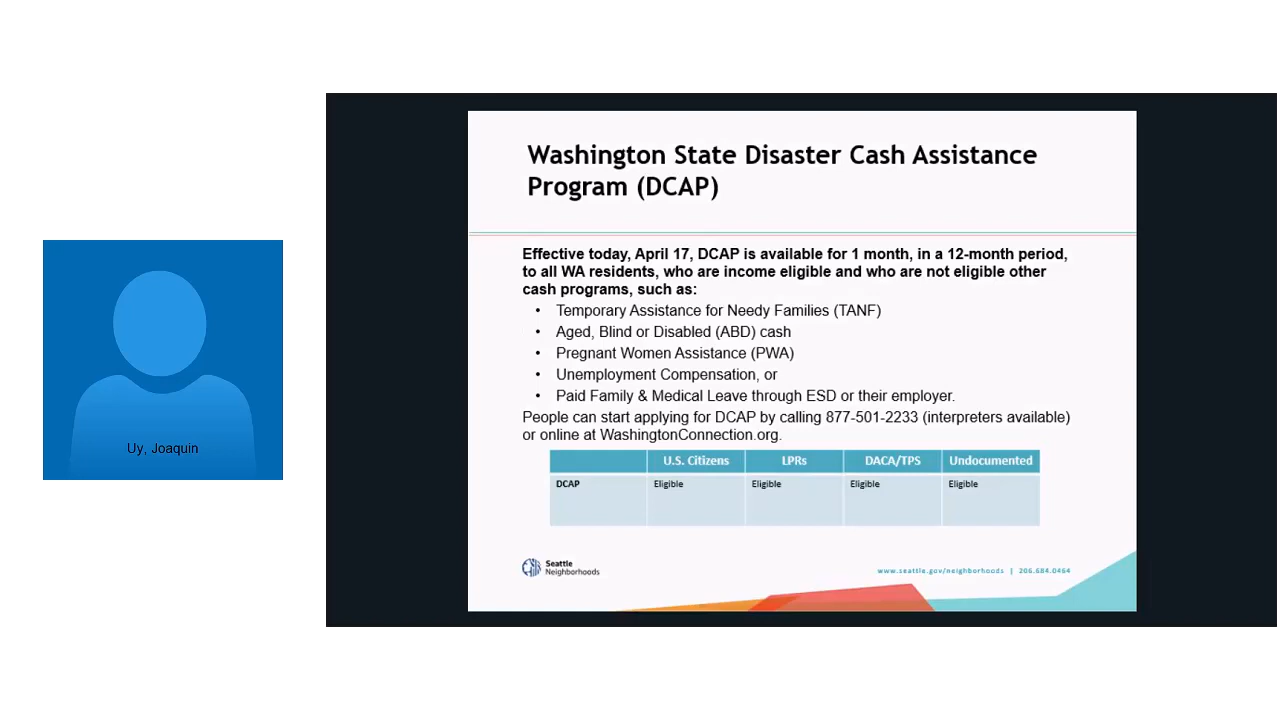 Uy, Joaquin
Washington State Disaster Cash Assistance
Program (DCAP)
Effective today, April 17, DCAP is available for 1 month, in a 12-month period,
to all WA residents, who are income eligible and who are not eligible other
cash programs, such as:
• Temporary Assistance for Needy Families (TANF)
• Aged, Blind or Disabled (ABD) cash
• Pregnant Women Assistance (PWA)
• Unemployment Compensation, or
• Paid Family & Medical Leave through ESD or their employer.
People can start applying for DCAP by calling 877-501-2233 (interpreters available)
or online at WashingtonConnection.org.
U.S. Citizens LPRs DACA/TPS Undocumented
DCAP Eligible Eligible Eligible Eligible
Seattle
Neighborhoods
www.seattle.gov/neighborhoods | 206.684.0464